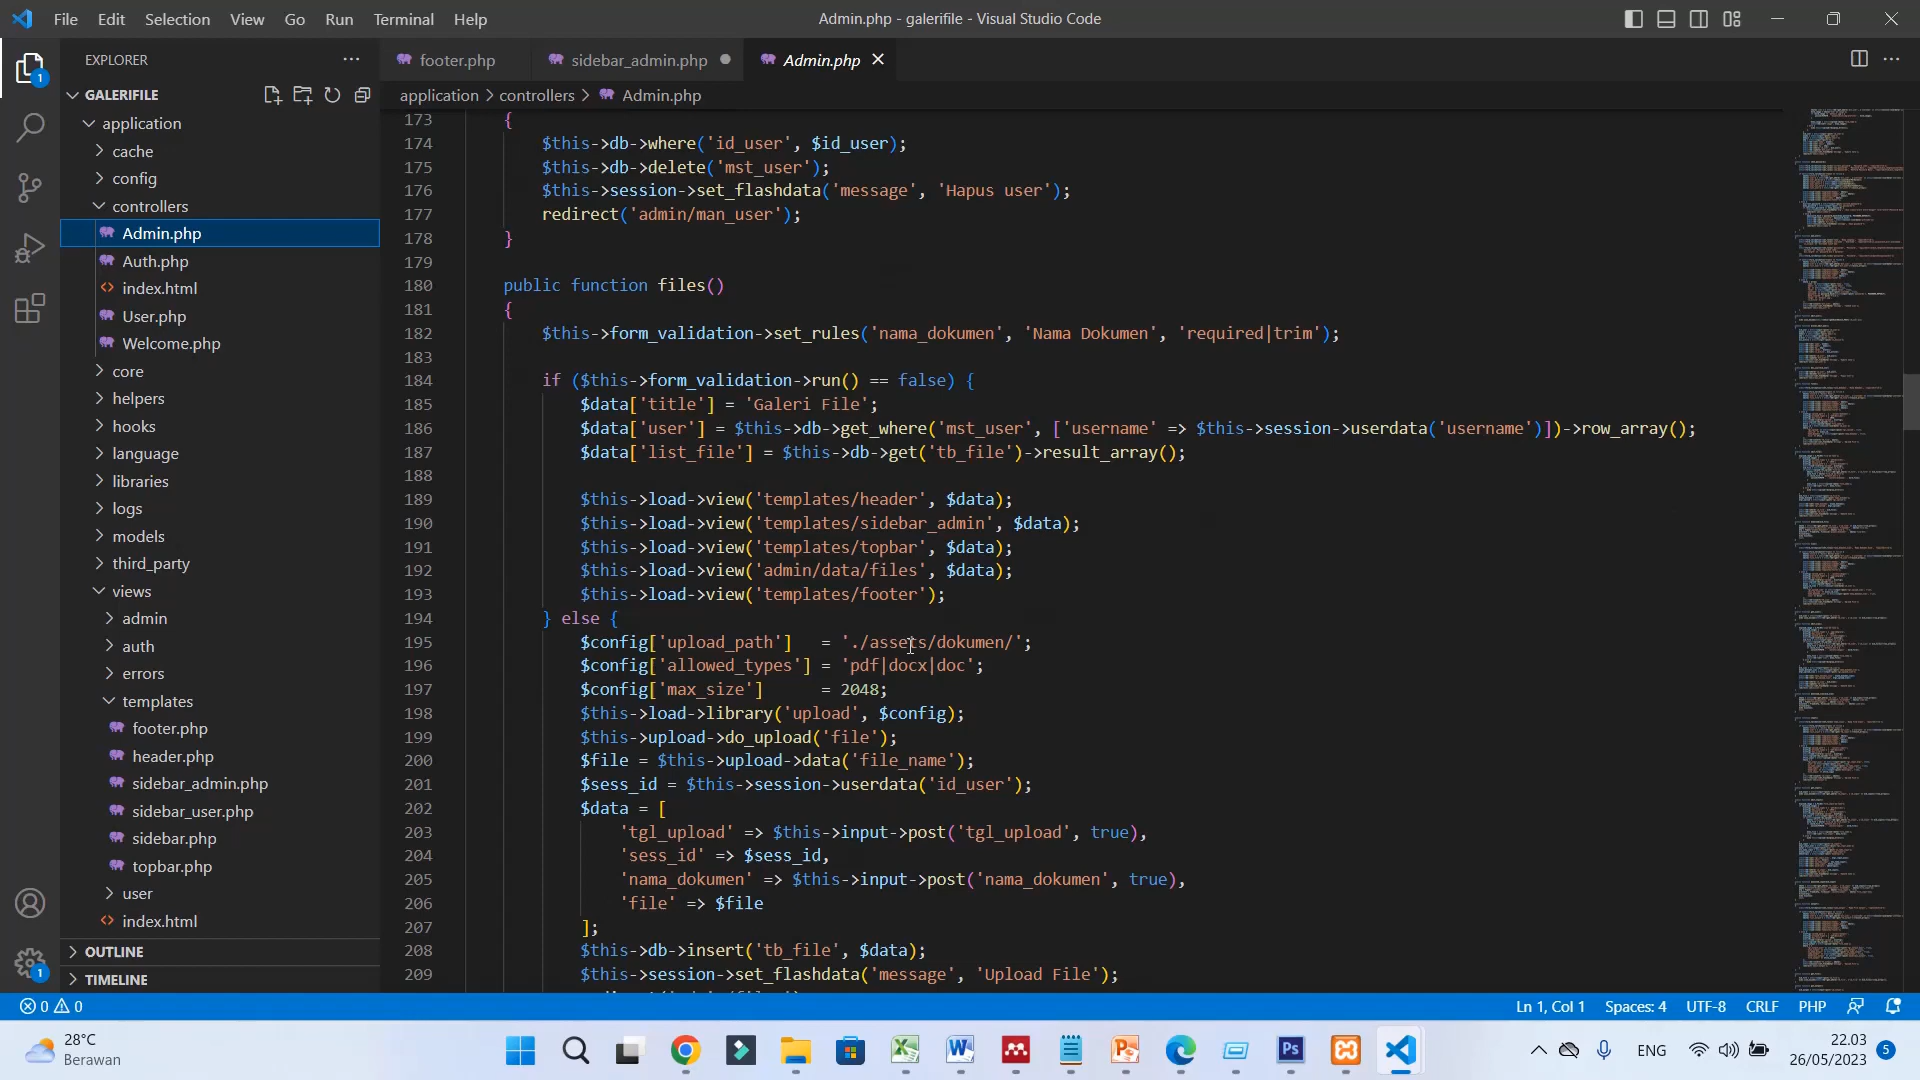 File Edit Selection View Go Run Terminal Help
Admin.php - galerifile - Visual Studio Code
EXPLORER
GALERIFILE
application
cache
config
controllers
Admin.php
Auth.php
index.html
User.php
Welcome.php
core
helpers
hooks
language
libraries
logs
models
third_party
views
admin
auth
errors
templates
footer.php
header.php
sidebar_admin.php
sidebar_user.php
sidebar.php
topbar.php
user
index.html
OUTLINE
TIMELINE
1
1
footer.php sidebar_admin.php Admin.php
application > controllers > Admin.php
173 {
174 $this->db->where('id_user', $id_user);
175 $this->db->delete('mst_user');
176 $this->session->set_flashdata('message', 'Hapus user');
177 redirect('admin/man_user');
178 }
179
180 public function files()
181 {
182 $this->form_validation->set_rules('nama_dokumen', 'Nama Dokumen', 'required|trim');
183
184 if ($this->form_validation->run() == false) {
185 $data['title'] = 'Galeri File';
186 $data['user'] = $this->db->get_where('mst_user', ['username' => $this->session->userdata('username')])->row_array();
187 $data['list_file'] = $this->db->get('tb_file')->result_array();
188
189 $this->load->view('templates/header', $data);
190 $this->load->view('templates/sidebar_admin', $data);
191 $this->load->view('templates/topbar', $data);
192 $this->load->view('admin/data/files', $data);
193 $this->load->view('templates/footer');
194 } else {
195 $config['upload_path'] = './assets/dokumen/';
196 $config['allowed_types'] = 'pdf|docx|doc';
197 $config['max_size'] = 2048;
198 $this->load->library('upload', $config);
199 $this->upload->do_upload('file');
200 $file = $this->upload->data('file_name');
201 $sess_id = $this->session->userdata('id_user');
202 $data = [
203 'tgl_upload' => $this->input->post('tgl_upload', true),
204 'sess_id' => $sess_id,
205 'nama_dokumen' => $this->input->post('nama_dokumen', true),
206 'file' => $file
207 ];
208 $this->db->insert('tb_file', $data);
209 $this->session->set_flashdata('message', 'Upload File');
0 0
Ln 1, Col 1 Spaces: 4 UTF-8 CRLF PHP
28°C
Berawan
Ps
ENG
22.03
26/05/2023
5